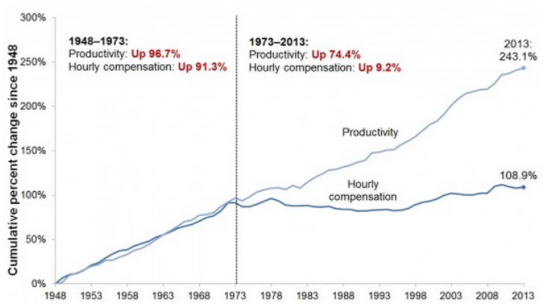 Cumulative percent change since 1948
300%
250%
200%
150%
100%
50%
0%
1948–1973:
Productivity: Up 96.7%
Hourly compensation: Up 91.3%
1973–2013:
Productivity: Up 74.4%
Hourly compensation: Up 9.2%
2013:
243.1%
Productivity
108.9%
Hourly
compensation
1948 1953 1958 1963 1968 1973 1978 1983 1988 1993 1998 2003 2008 2013